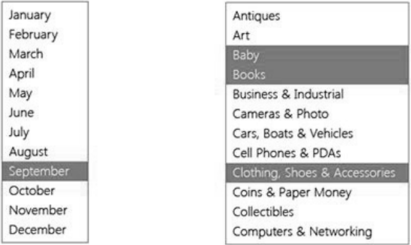 January
February
March
April
May
June
July
August
September
October
November
December
Antiques
Art
Baby
Books
Business & Industrial
Cameras & Photo
Cars, Boats & Vehicles
Cell Phones & PDAs
Clothing, Shoes & Accessories
Coins & Paper Money
Collectibles
Computers & Networking